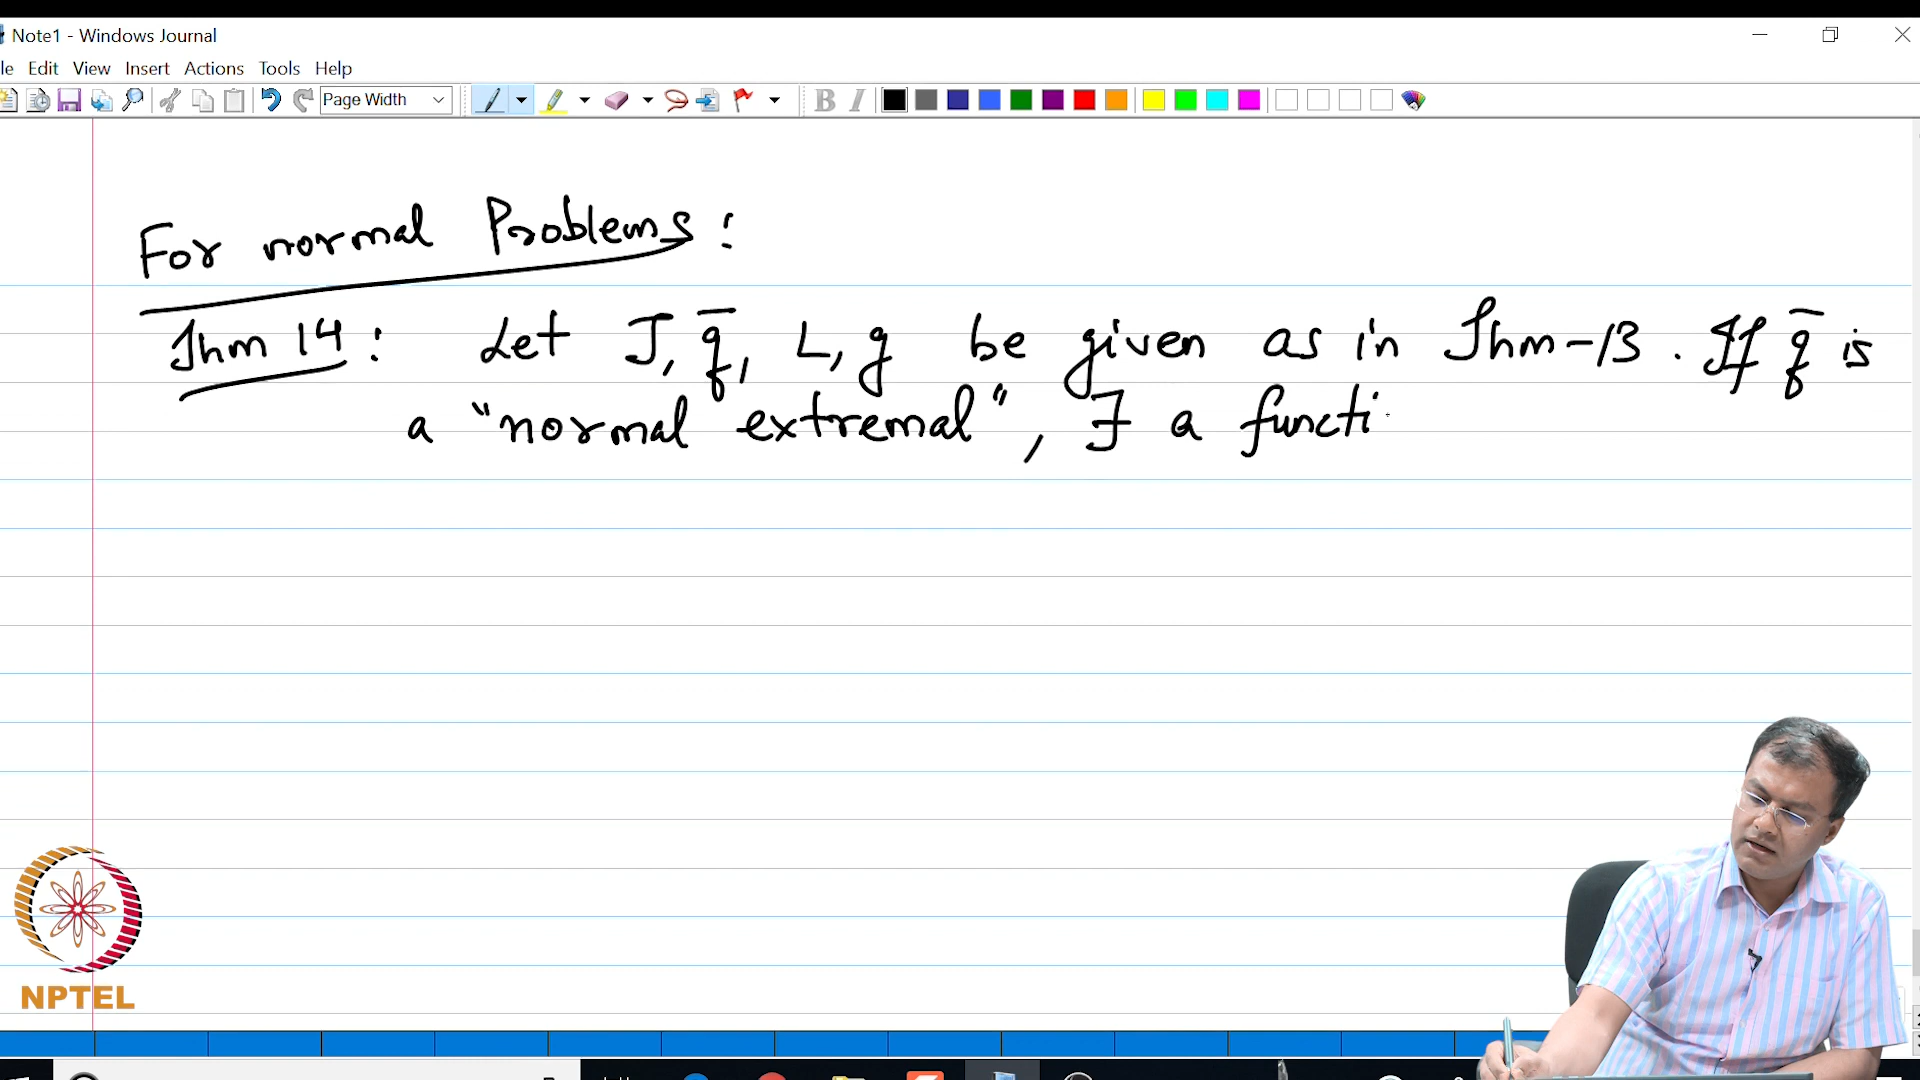 Note1 - Windows Journal
le Edit View Insert Actions Tools Help
Page Width B I
For normal Problems :
Thm 14 : Let J, q̅, L, g be given as in Thm-13. If q̅ is
a "normal extremal", ∃ a functi
NPTEL